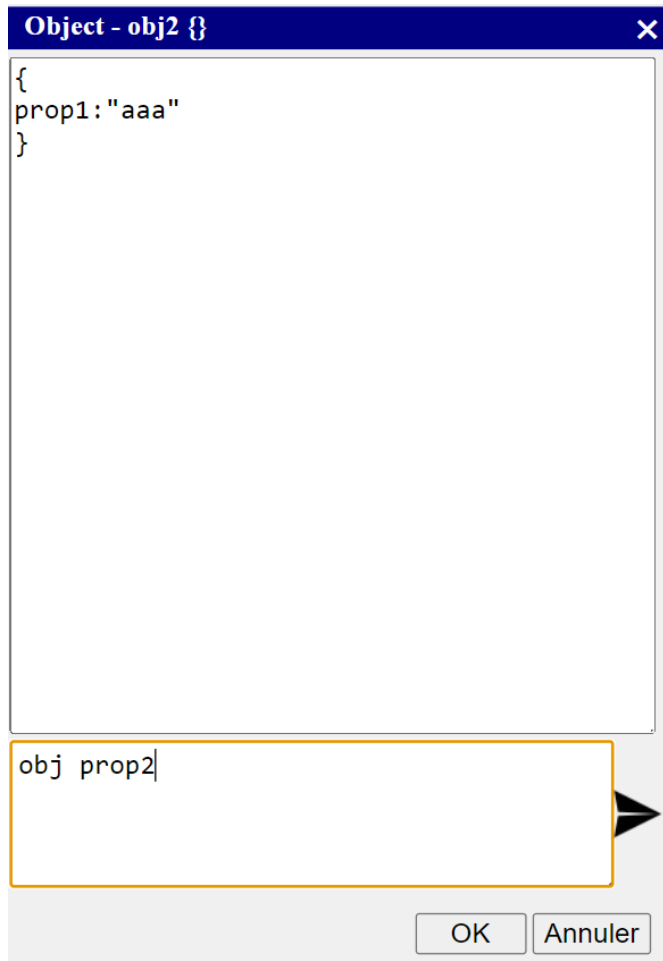 Object - obj2 {}
{
prop1:"aaa"
}
obj prop2
OK Annuler